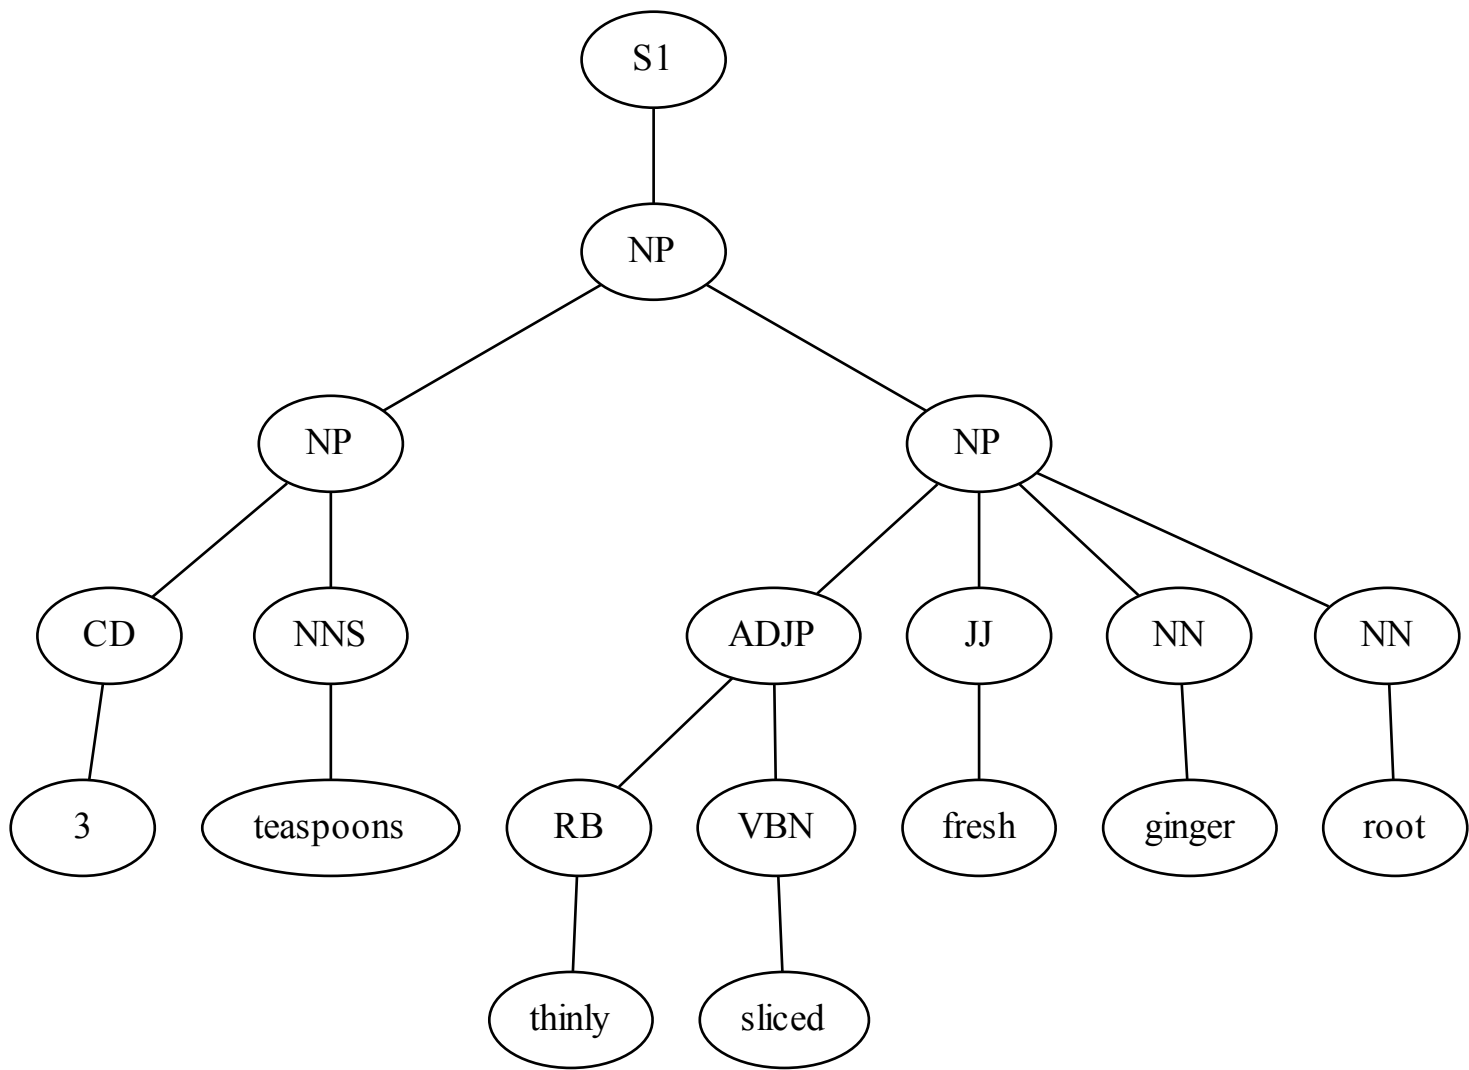 S1
NP
NP NP
CD NNS ADJP JJ NN NN
3 teaspoons RB VBN fresh ginger root
thinly sliced